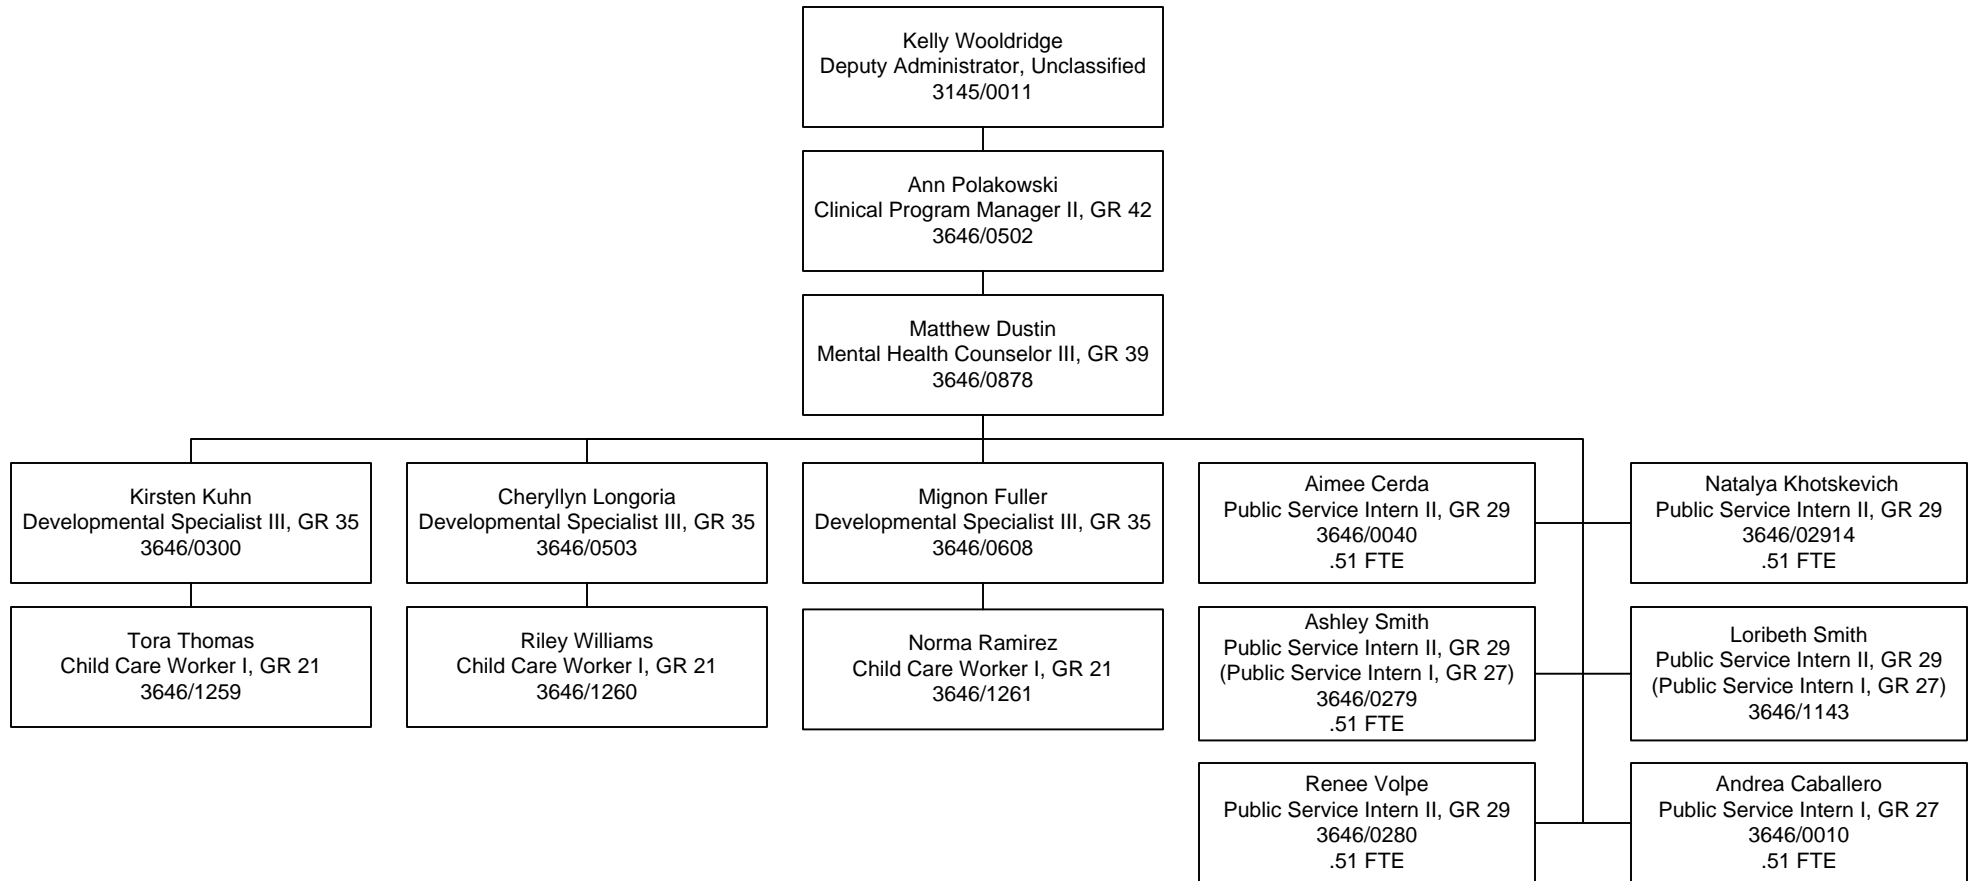 Kelly Wooldridge
Deputy Administrator, Unclassified
3145/0011
Ann Polakowski
Clinical Program Manager II, GR 42
3646/0502
Matthew Dustin
Mental Health Counselor III, GR 39
3646/0878
Kirsten Kuhn
Developmental Specialist III, GR 35
3646/0300
Cheryllyn Longoria
Developmental Specialist III, GR 35
3646/0503
Mignon Fuller
Developmental Specialist III, GR 35
3646/0608
Aimee Cerda
Public Service Intern II, GR 29
3646/0040
.51 FTE
Natalya Khotskevich
Public Service Intern II, GR 29
3646/02914
.51 FTE
Tora Thomas
Child Care Worker I, GR 21
3646/1259
Riley Williams
Child Care Worker I, GR 21
3646/1260
Norma Ramirez
Child Care Worker I, GR 21
3646/1261
Ashley Smith
Public Service Intern II, GR 29
(Public Service Intern I, GR 27)
3646/0279
.51 FTE
Loribeth Smith
Public Service Intern II, GR 29
(Public Service Intern I, GR 27)
3646/1143
Renee Volpe
Public Service Intern II, GR 29
3646/0280
.51 FTE
Andrea Caballero
Public Service Intern I, GR 27
3646/0010
.51 FTE